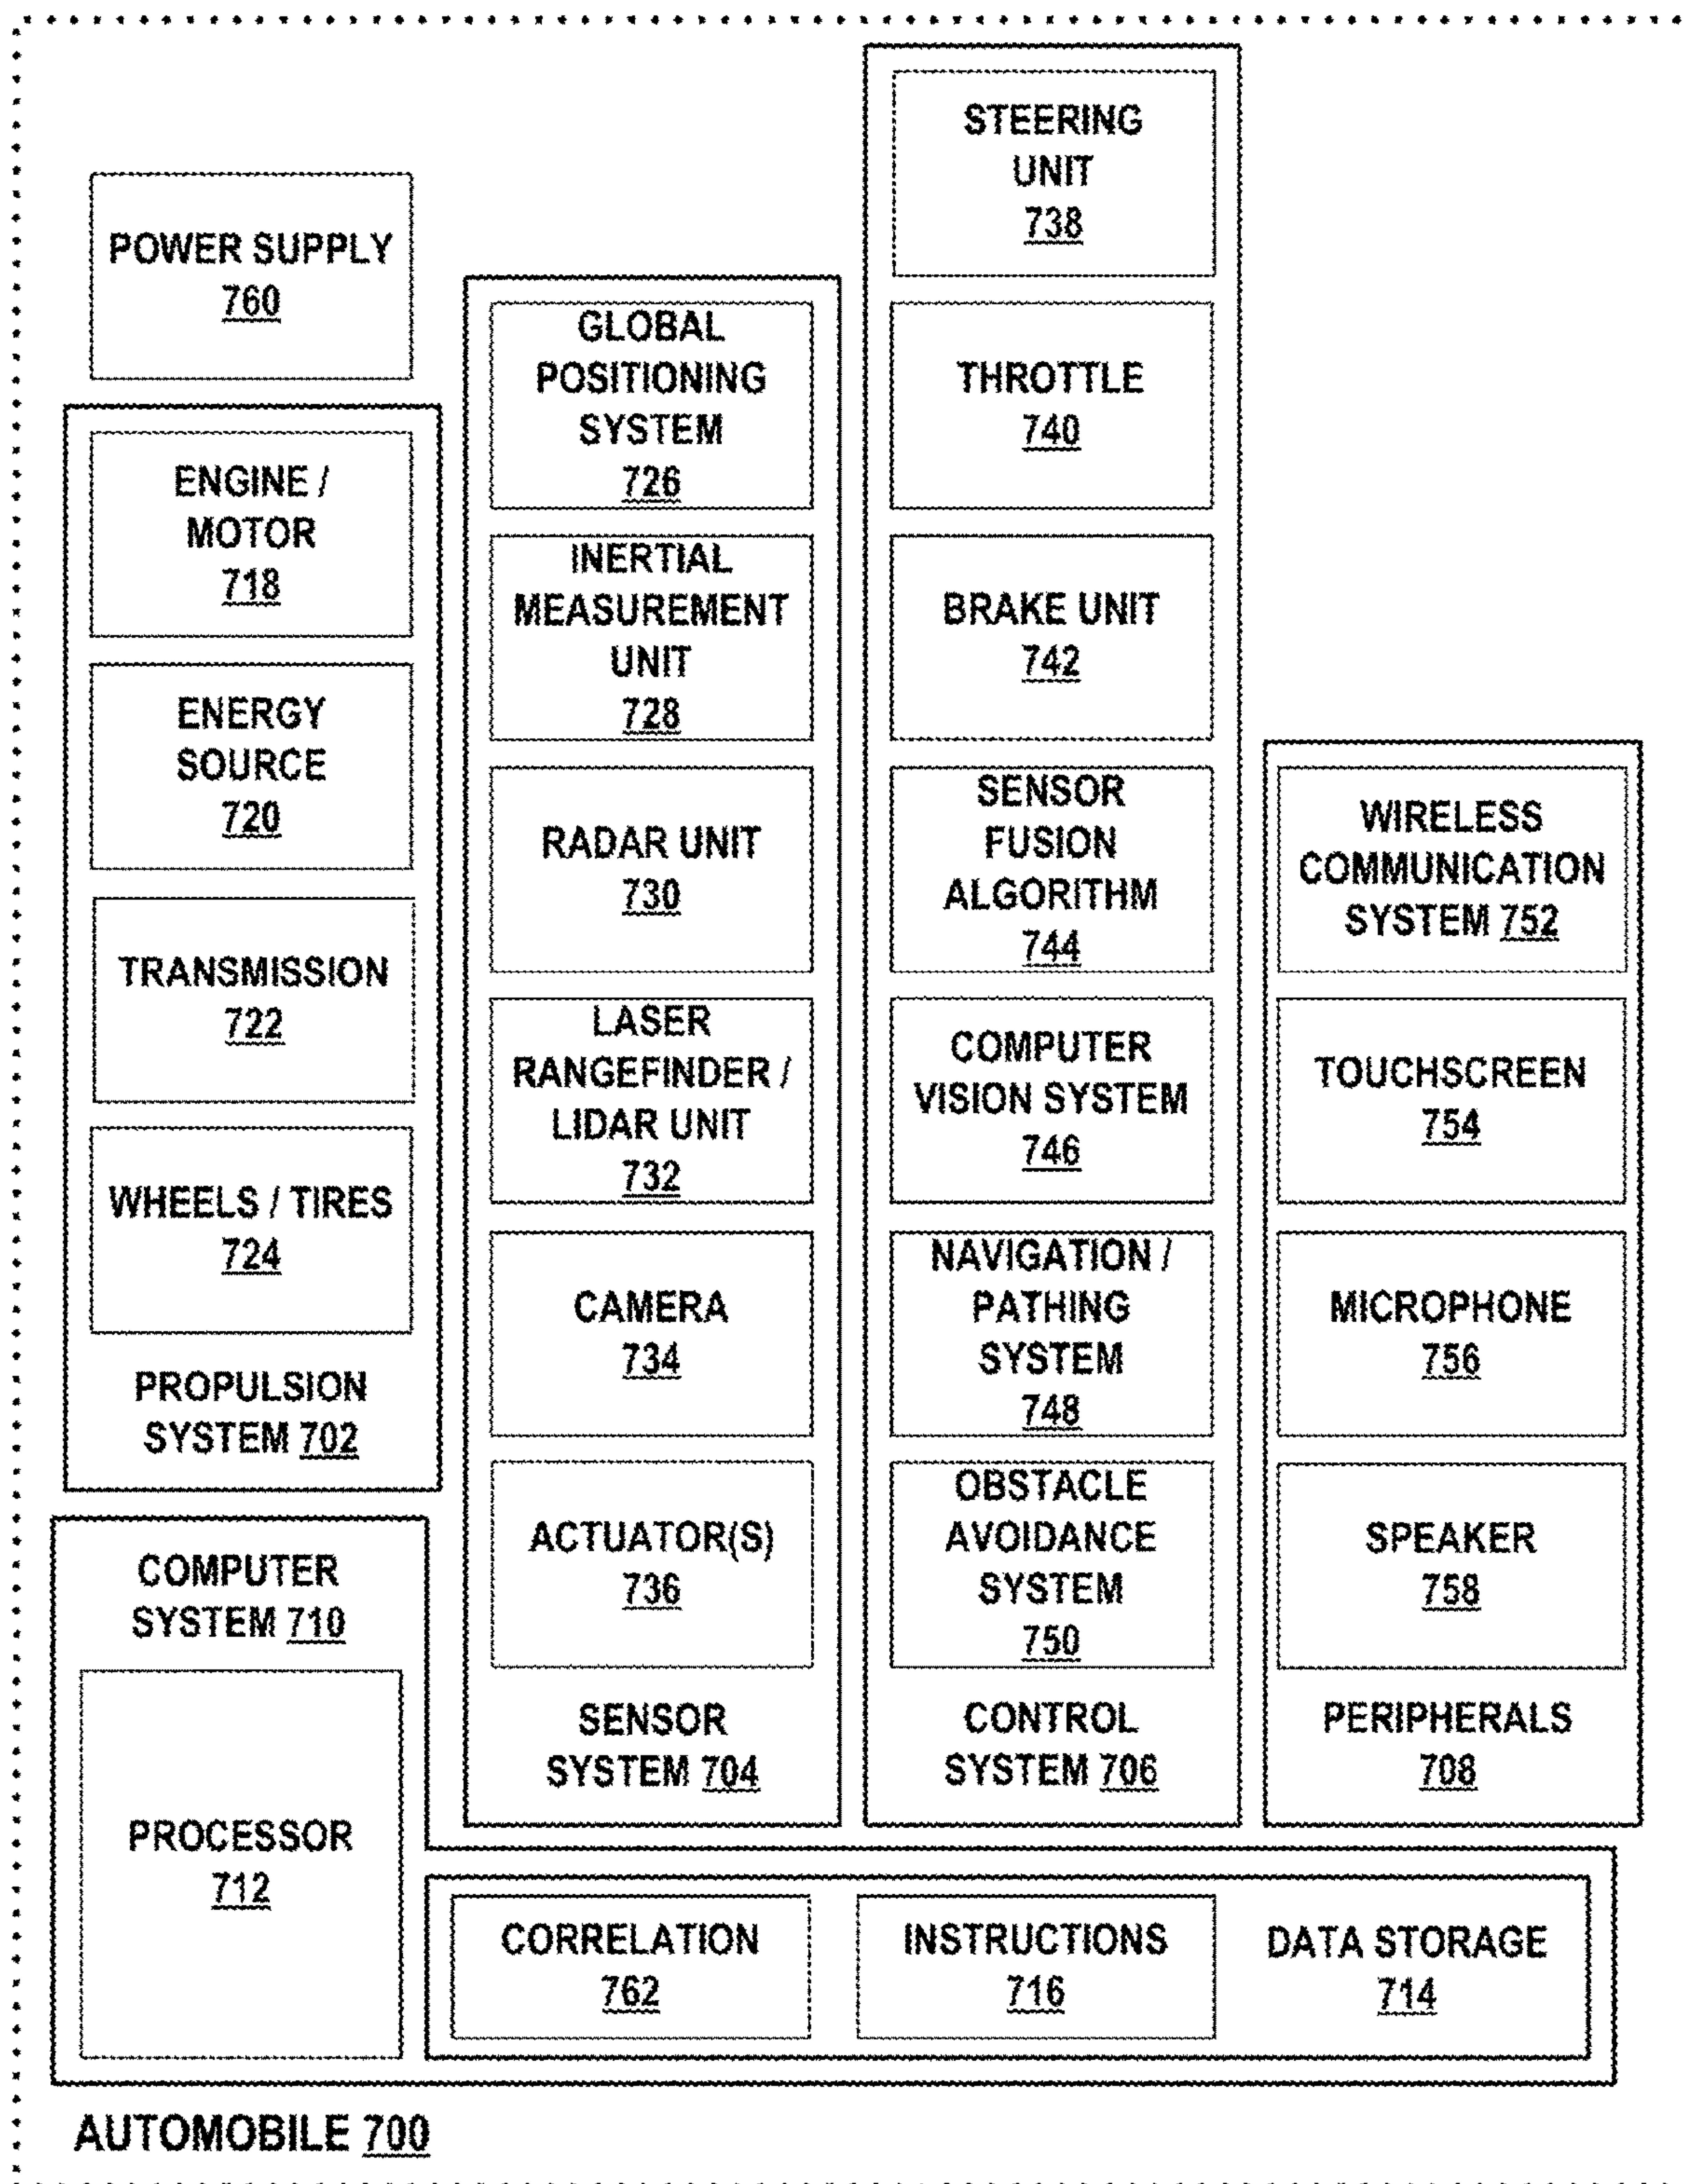 POWER SUPPLY
760
ENGINE /
MOTOR
718
ENERGY
SOURCE
720
TRANSMISSION
722
WHEELS / TIRES
724
PROPULSION
SYSTEM 702
GLOBAL
POSITIONING
SYSTEM
726
INERTIAL
MEASUREMENT
UNIT
728
RADAR UNIT
730
LASER
RANGEFINDER /
LIDAR UNIT
732
CAMERA
734
ACTUATOR(S)
736
SENSOR
SYSTEM 704
STEERING
UNIT
738
THROTTLE
740
BRAKE UNIT
742
SENSOR
FUSION
ALGORITHM
744
COMPUTER
VISION SYSTEM
746
NAVIGATION /
PATHING
SYSTEM
748
OBSTACLE
AVOIDANCE
SYSTEM
750
CONTROL
SYSTEM 706
WIRELESS
COMMUNICATION
SYSTEM 752
TOUCHSCREEN
754
MICROPHONE
756
SPEAKER
758
PERIPHERALS
708
COMPUTER
SYSTEM 710
PROCESSOR
712
CORRELATION
762
INSTRUCTIONS
716
DATA STORAGE
714
AUTOMOBILE 700